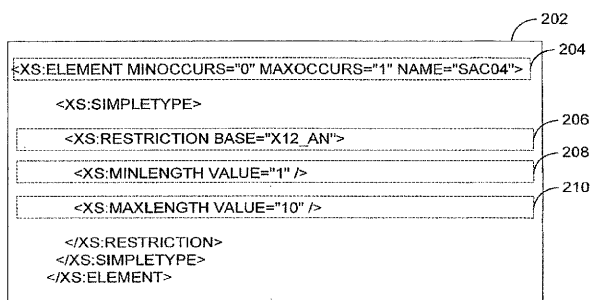 202
<XS:ELEMENT MINOCCURS="0" MAXOCCURS="1" NAME="SAC04">
204
<XS:SIMPLETYPE>
206
<XS:RESTRICTION BASE="X12_AN">
208
<XS:MINLENGTH VALUE="1" />
210
<XS:MAXLENGTH VALUE="10" />
</XS:RESTRICTION>
</XS:SIMPLETYPE>
</XS:ELEMENT>